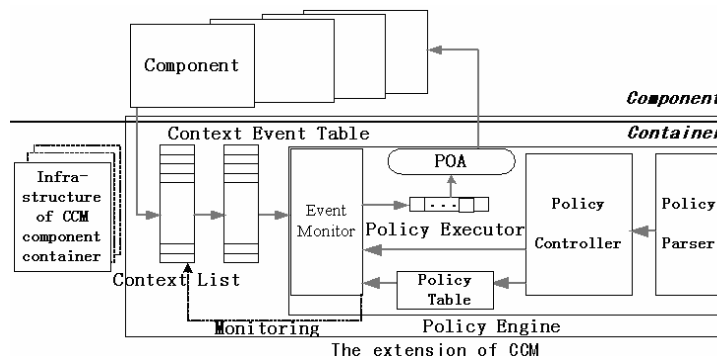 Component
Component
Container
Context Event Table
POA
Infra-
structure
of CCM
component
container
Event
Monitor
Policy Executor
Policy
Controller
Policy
Parser
Context List
Policy
Table
Monitoring
Policy Engine
The extension of CCM